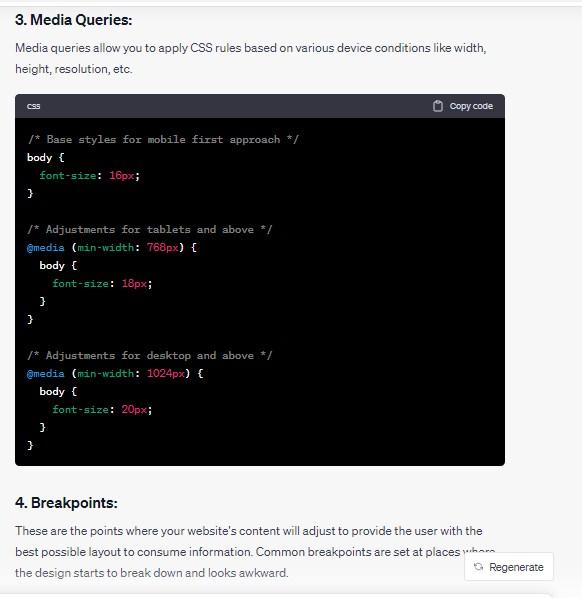 3. Media Queries:
Media queries allow you to apply CSS rules based on various device conditions like width,
height, resolution, etc.
css
Copy code
/* Base styles for mobile first approach */
body {
  font-size: 16px;
}
/* Adjustments for tablets and above */
@media (min-width: 768px) {
  body {
    font-size: 18px;
  }
}
/* Adjustments for desktop and above */
@media (min-width: 1024px) {
  body {
    font-size: 20px;
  }
}
4. Breakpoints:
These are the points where your website's content will adjust to provide the user with the
best possible layout to consume information. Common breakpoints are set at places where
the design starts to break down and looks awkward.
Regenerate